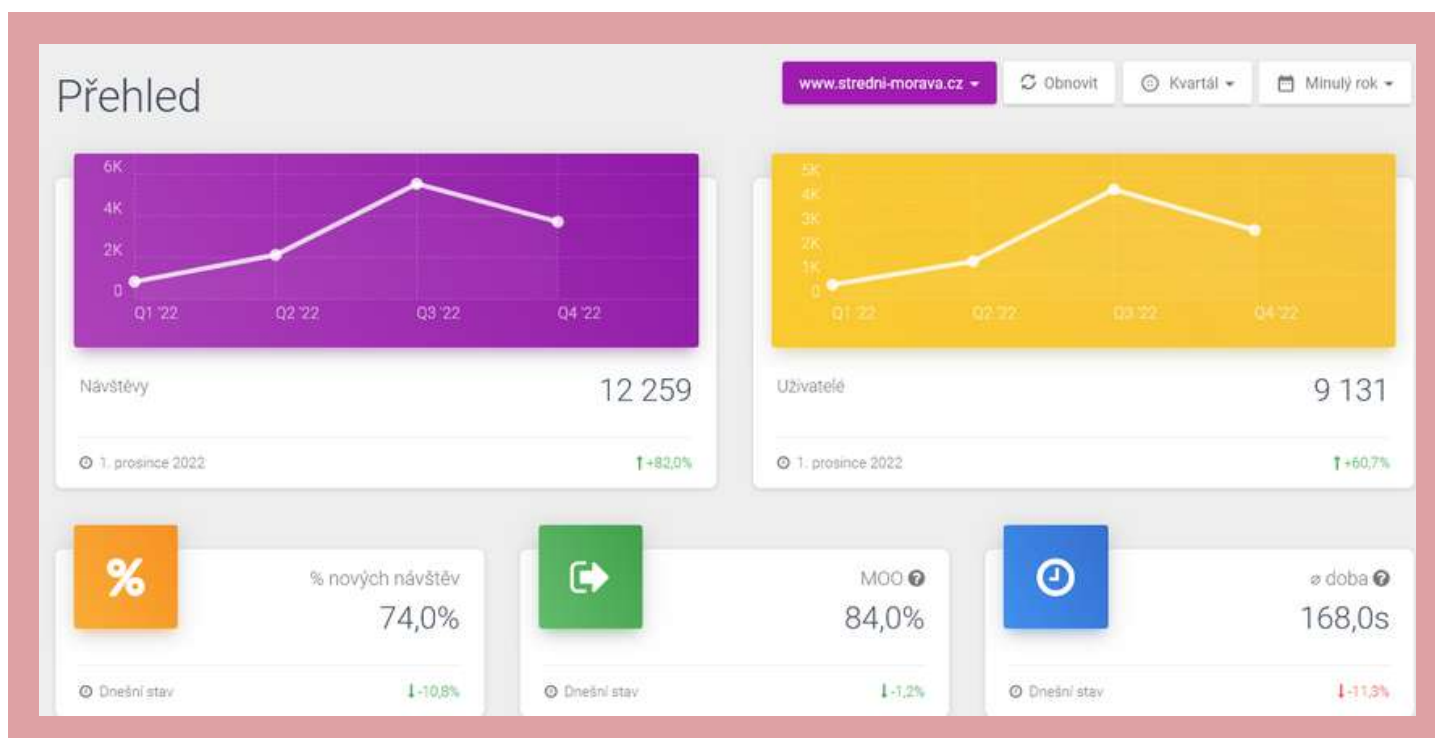 Přehled
www.stredni-morava.cz
Obnovit
Kvartál
Minulý rok
6K
4K
2K
0
Q1 '22 Q2 '22 Q3 '22 Q4 '22
5K
4K
3K
2K
1K
0
Q1 '22 Q2 '22 Q3 '22 Q4 '22
Návštěvy 12 259
1. prosince 2022 +82,0%
Uživatelé 9 131
1. prosince 2022 +60,7%
%
% nových návštěv
74,0%
Dnešní stav -10,8%
MOO ?
84,0%
Dnešní stav -1,2%
ø doba ?
168,0s
Dnešní stav -11,3%